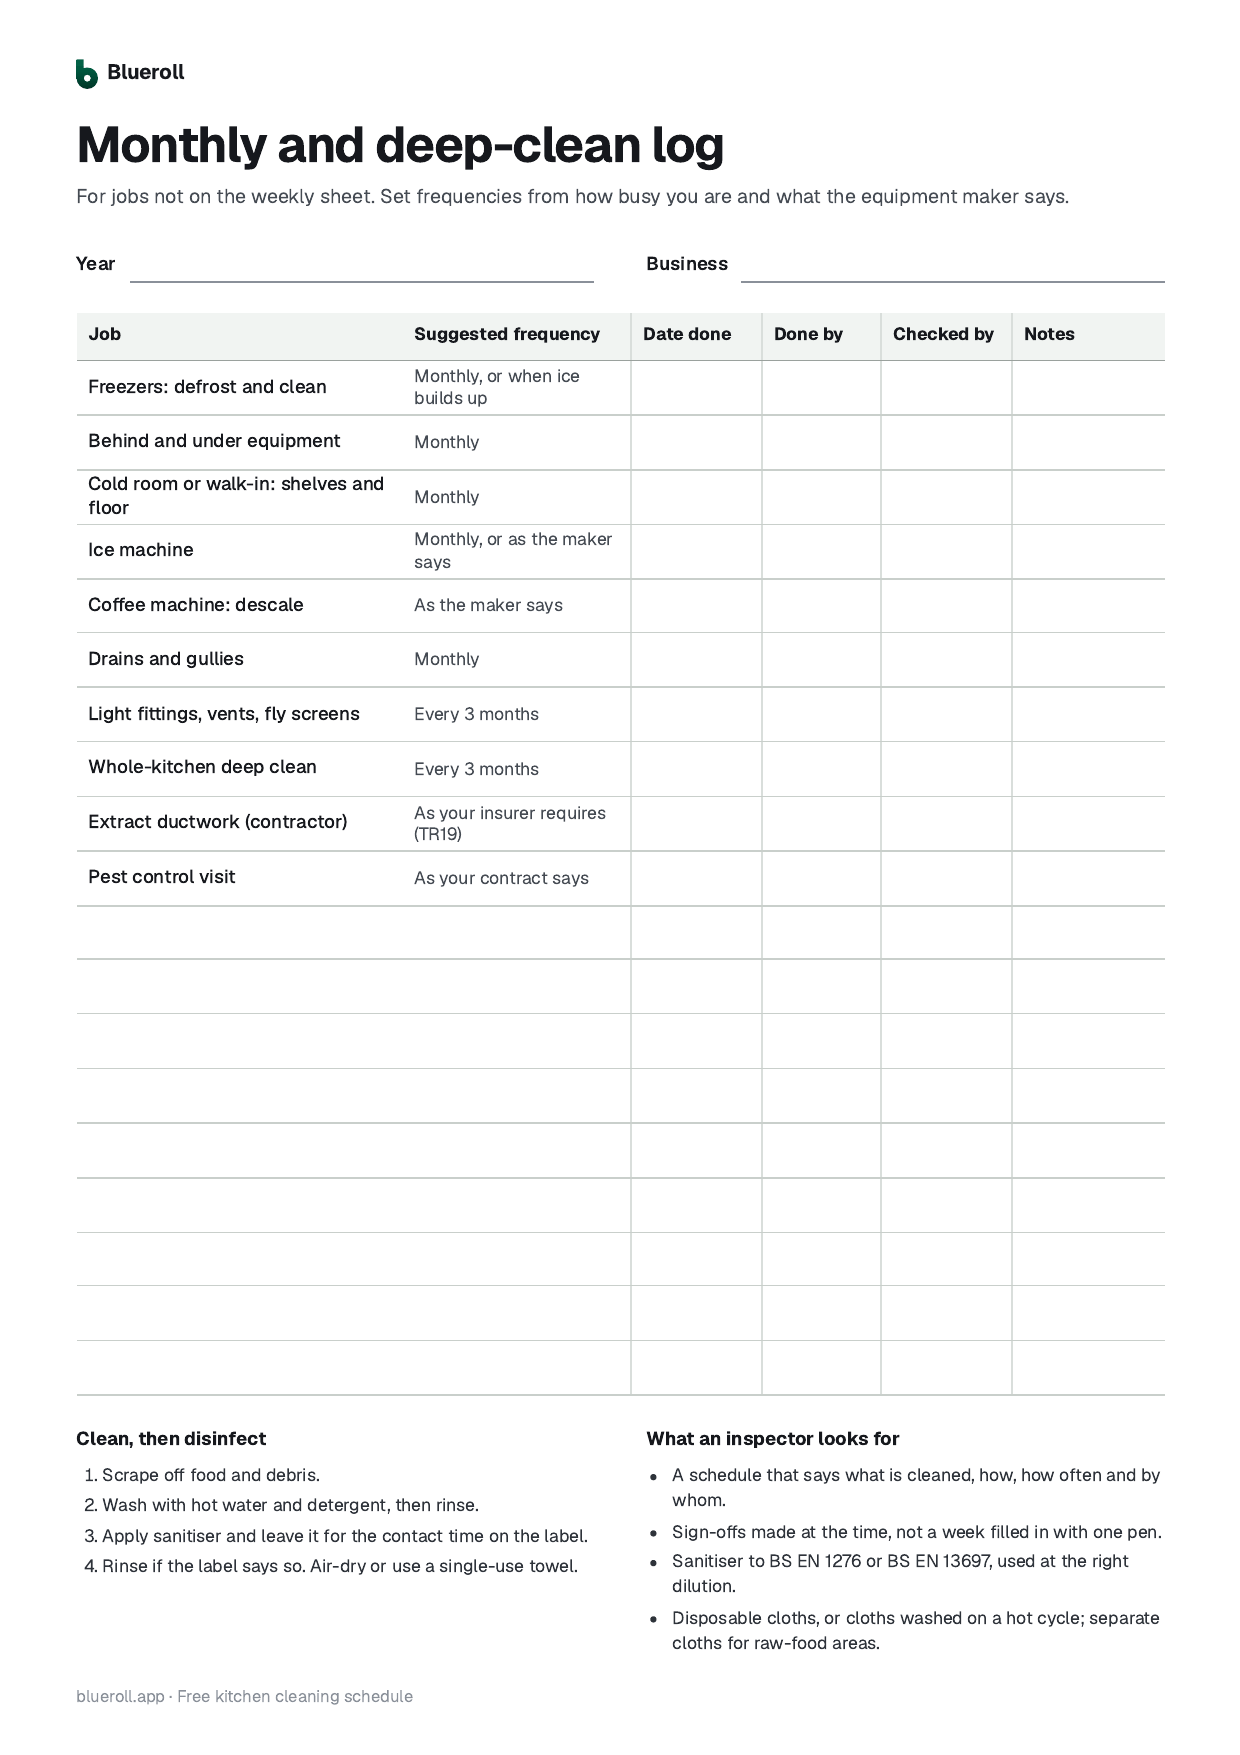 Blueroll
Monthly and deep-clean log
For jobs not on the weekly sheet. Set frequencies from how busy you are and what the equipment maker says.
Year
Business
Job Suggested frequency Date done Done by Checked by Notes
Freezers: defrost and clean
Monthly, or when ice
builds up
Behind and under equipment
Monthly
Cold room or walk-in: shelves and
floor
Monthly
Ice machine
Monthly, or as the maker
says
Coffee machine: descale
As the maker says
Drains and gullies
Monthly
Light fittings, vents, fly screens
Every 3 months
Whole-kitchen deep clean
Every 3 months
Extract ductwork (contractor)
As your insurer requires
(TR19)
Pest control visit
As your contract says
Clean, then disinfect
1. Scrape off food and debris.
2. Wash with hot water and detergent, then rinse.
3. Apply sanitiser and leave it for the contact time on the label.
4. Rinse if the label says so. Air-dry or use a single-use towel.
What an inspector looks for
• A schedule that says what is cleaned, how, how often and by
whom.
• Sign-offs made at the time, not a week filled in with one pen.
• Sanitiser to BS EN 1276 or BS EN 13697, used at the right
dilution.
• Disposable cloths, or cloths washed on a hot cycle; separate
cloths for raw-food areas.
blueroll.app · Free kitchen cleaning schedule